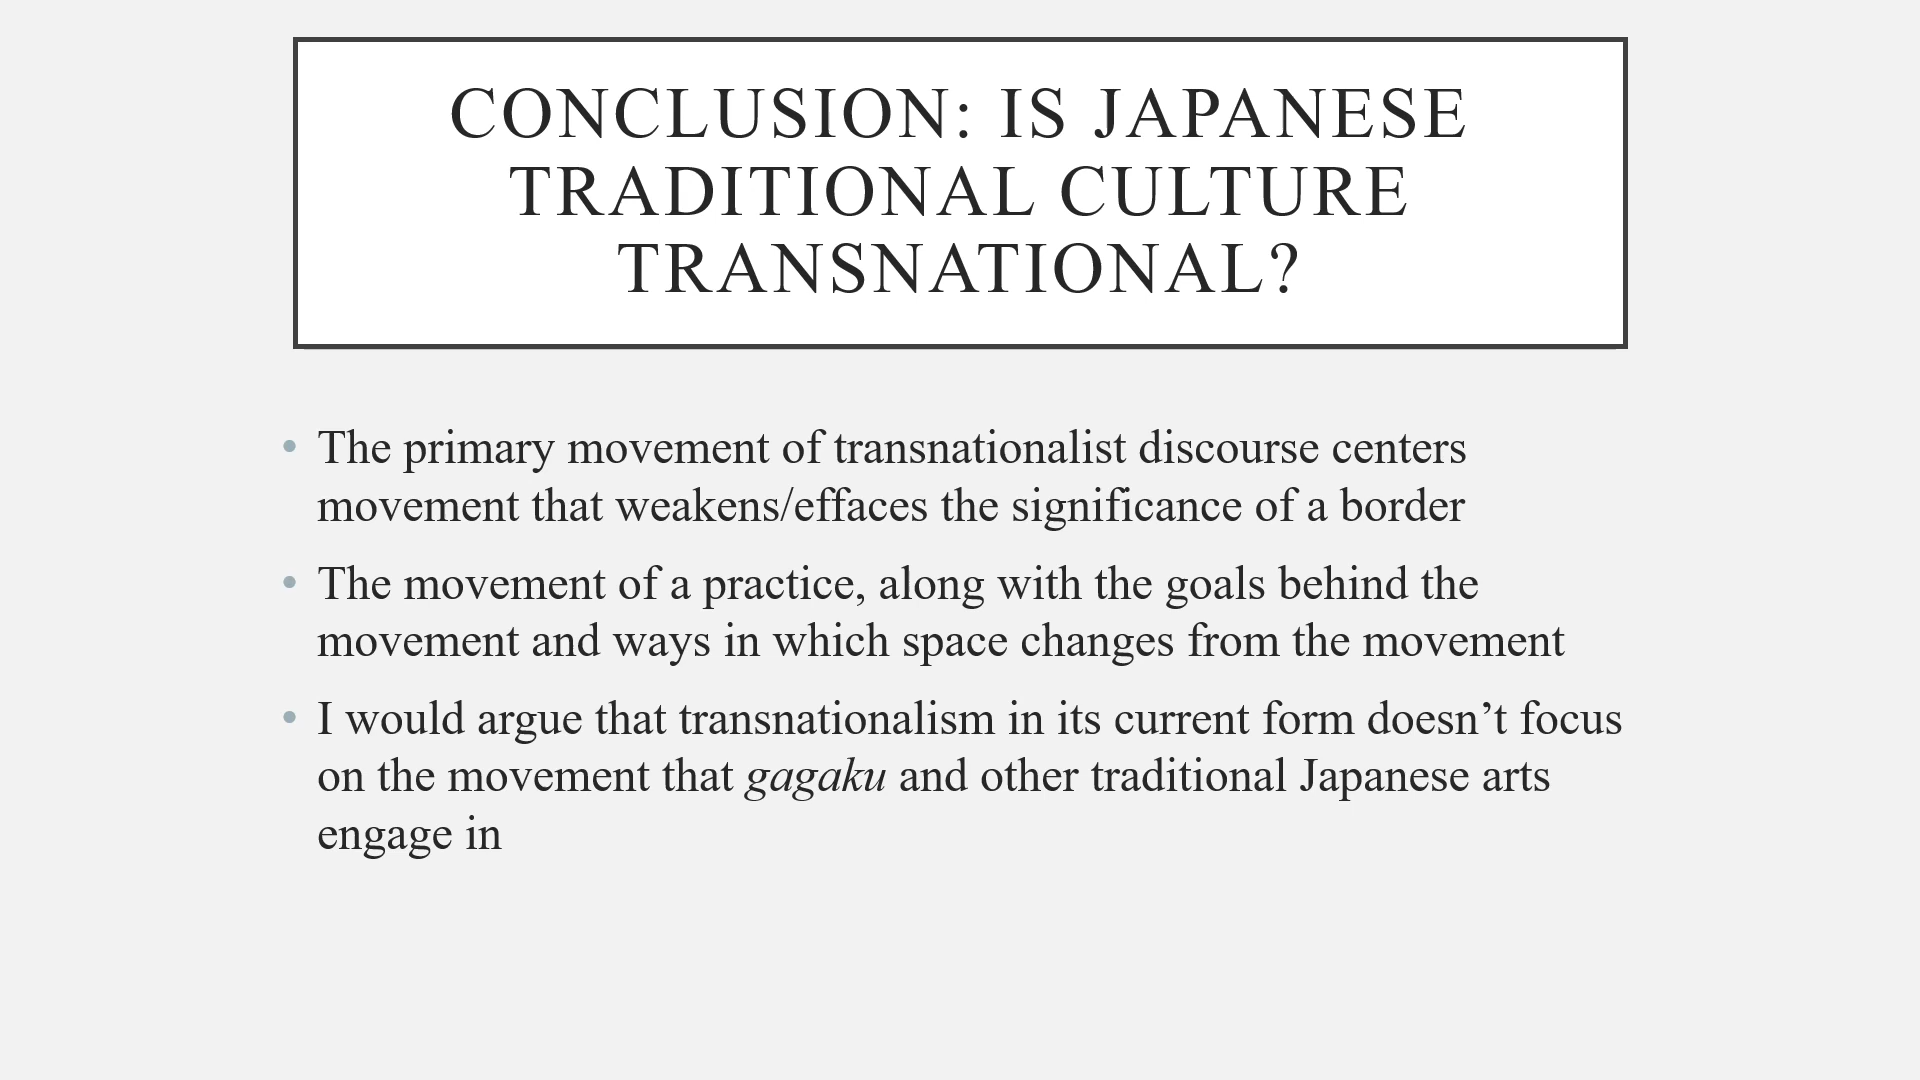 CONCLUSION: IS JAPANESE
TRADITIONAL CULTURE
TRANSNATIONAL?
• The primary movement of transnationalist discourse centers
movement that weakens/effaces the significance of a border
• The movement of a practice, along with the goals behind the
movement and ways in which space changes from the movement
• I would argue that transnationalism in its current form doesn’t focus
on the movement that gagaku and other traditional Japanese arts
engage in